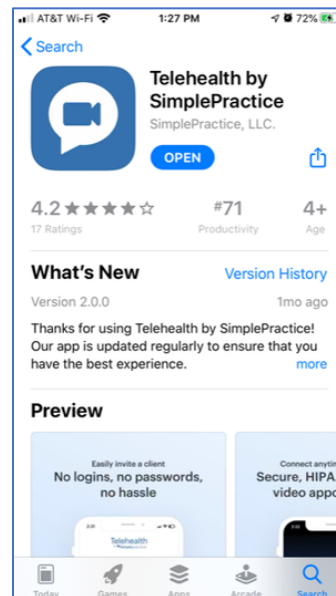 AT&T Wi-Fi 1:27 PM 72%
Search
Telehealth by
SimplePractice
SimplePractice, LLC.
OPEN
4.2 #71 4+
17 Ratings Productivity Age
What's New Version History
Version 2.0.0 1mo ago
Thanks for using Telehealth by SimplePractice!
Our app is updated regularly to ensure that you
have the best experience. more
Preview
Easily invite a client
No logins, no passwords,
no hassle
Connect anytim
Secure, HIPA
video appo
Telehealth
Today Games Apps Arcade Search